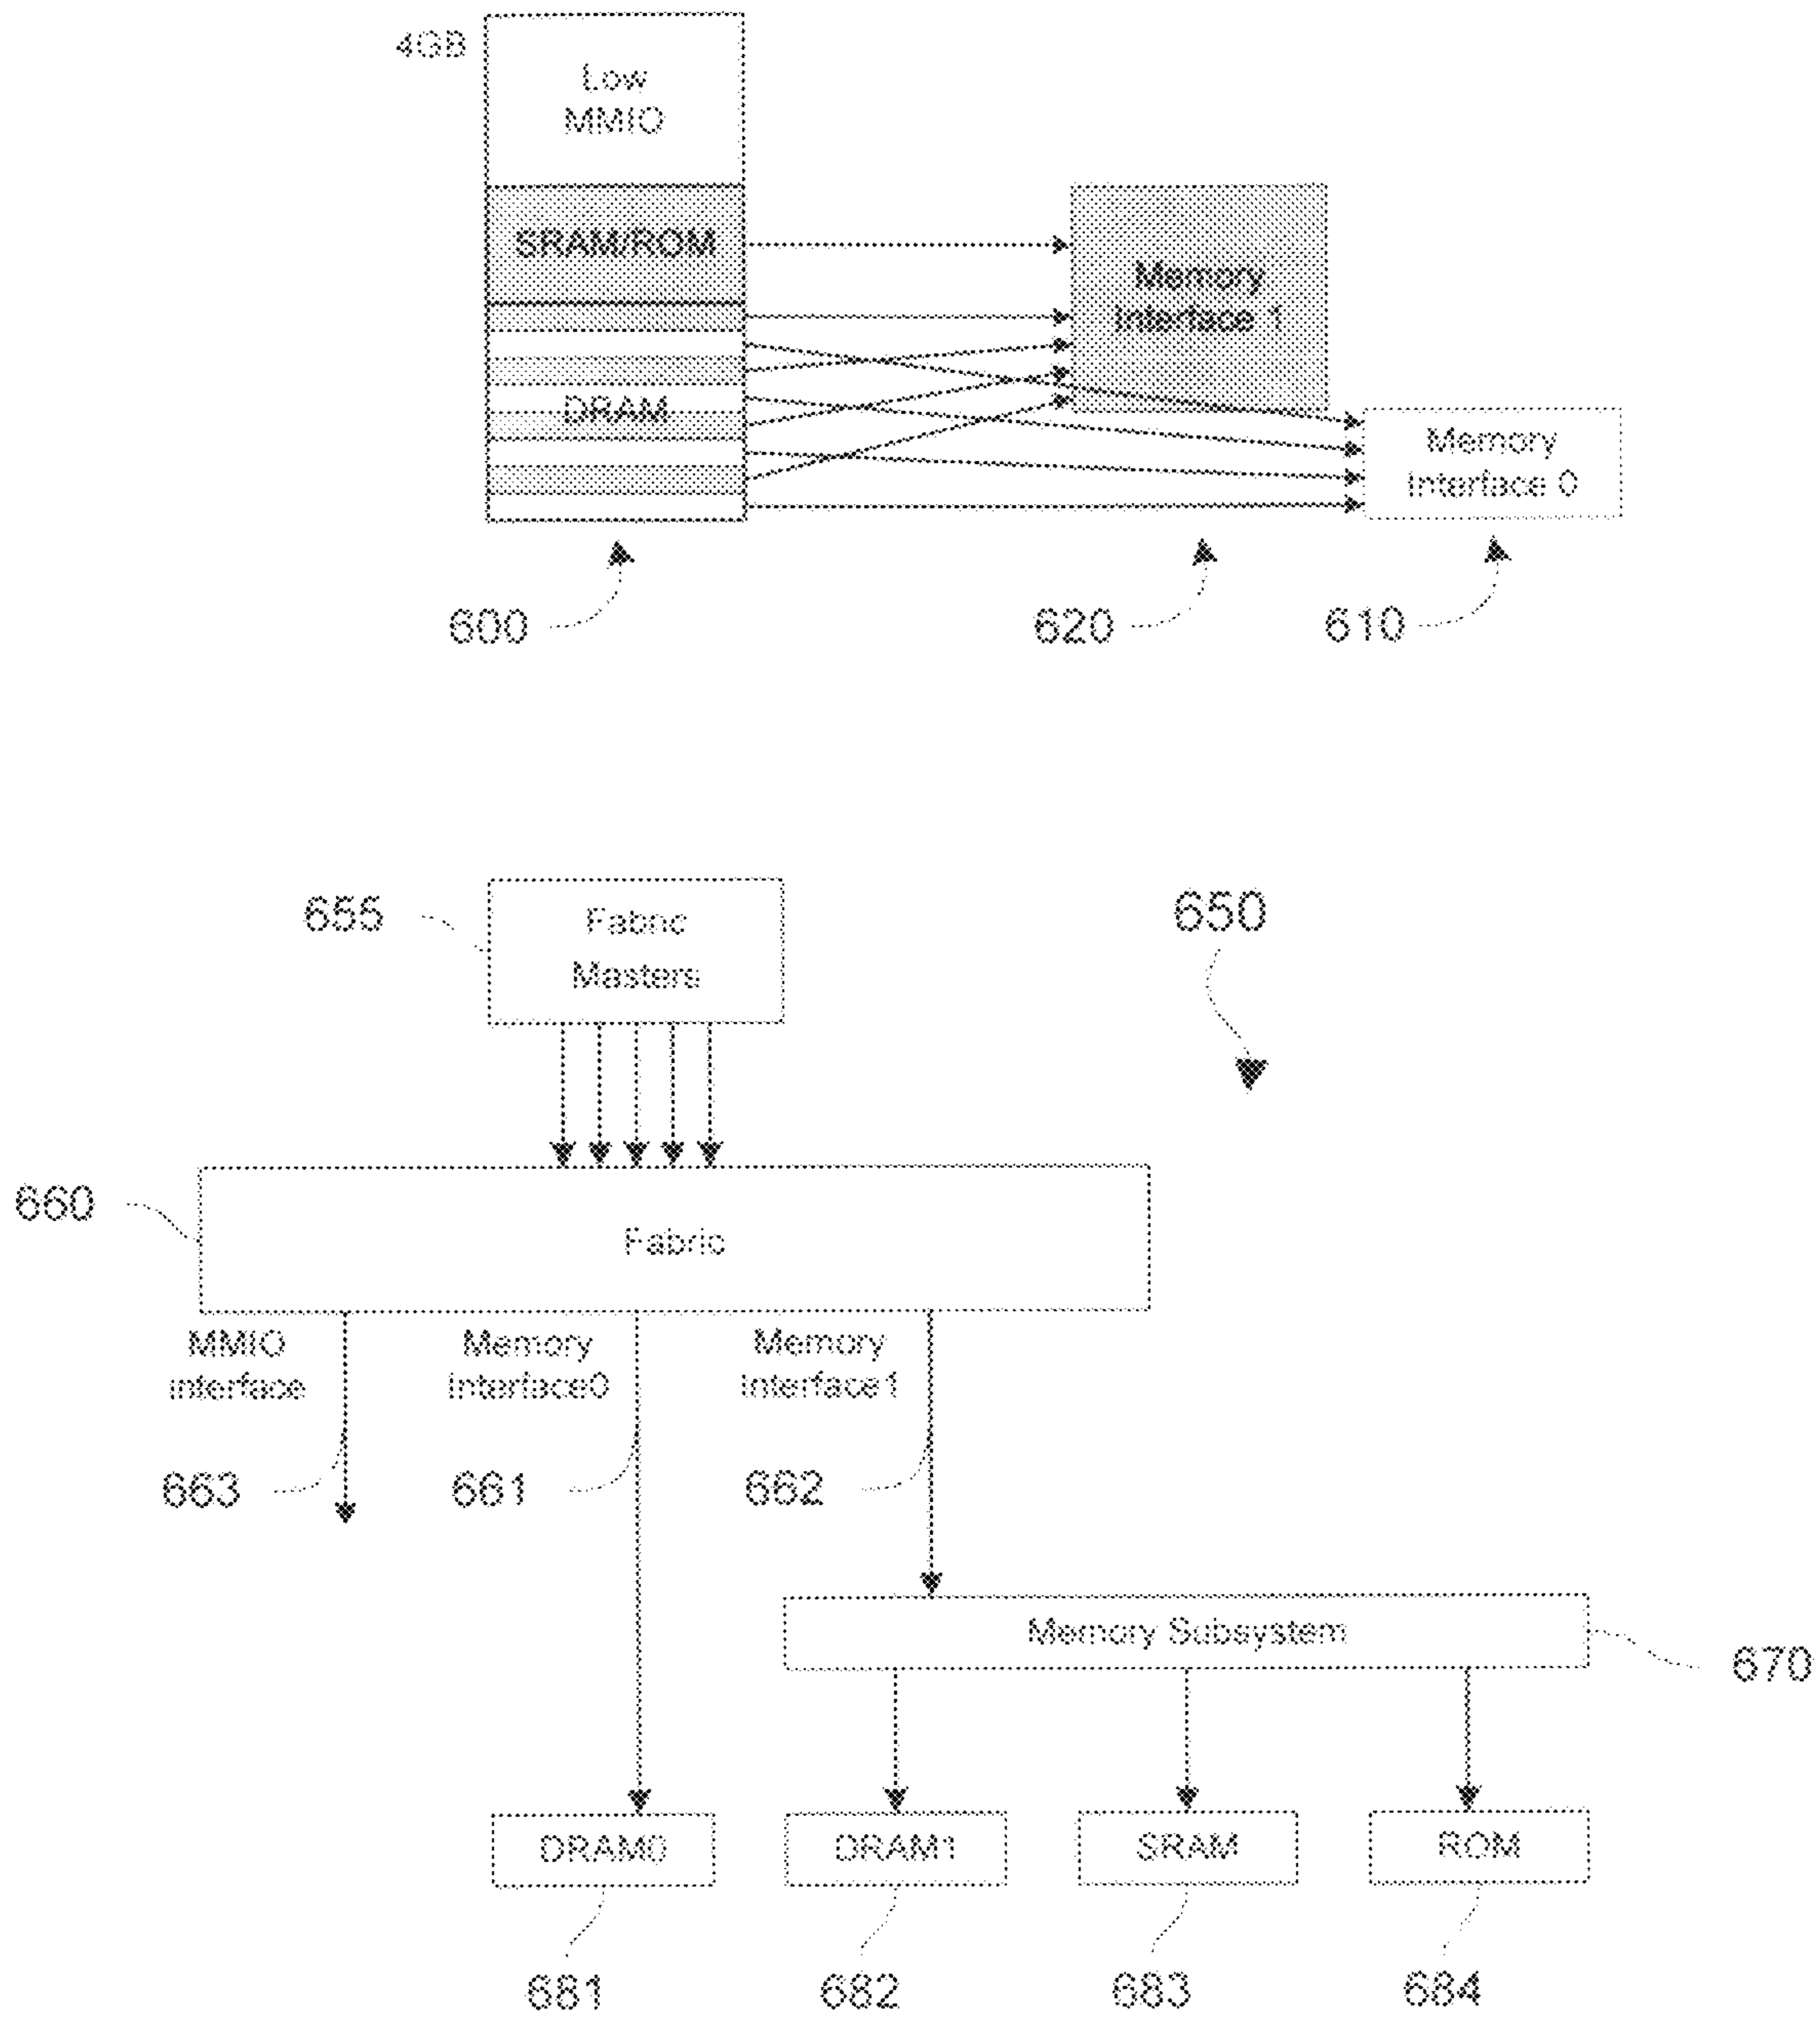 4GB
Low
MMIO
SRAM/ROM
DRAM
Memory
Interface 1
Memory
Interface 0
600
620
610
655
Fabric
Masters
650
660
Fabric
MMIO
interface
Memory
Interface0
Memory
Interface1
663
661
662
Memory Subsystem
670
DRAM0
DRAM1
SRAM
ROM
681
682
683
684